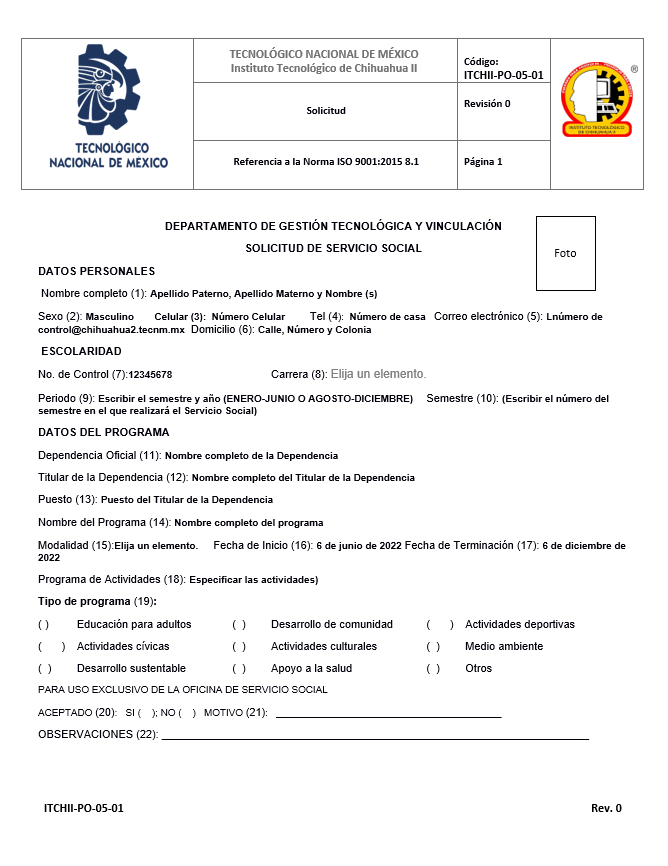 TECNOLÓGICO
NACIONAL DE MÉXICO
TECNOLÓGICO NACIONAL DE MÉXICO
Instituto Tecnológico de Chihuahua II
Código:
ITCHII-PO-05-01
Solicitud
Revisión 0
Referencia a la Norma ISO 9001:2015 8.1
Página 1
®
INSTITUTO TECNOLOGICO
DE CHIHUAHUA II
DEPARTAMENTO DE GESTIÓN TECNOLÓGICA Y VINCULACIÓN
SOLICITUD DE SERVICIO SOCIAL
Foto
DATOS PERSONALES
Nombre completo (1): Apellido Paterno, Apellido Materno y Nombre (s)
Sexo (2): Masculino Celular (3): Número Celular Tel (4): Número de casa Correo electrónico (5): Lnúmero de
control@chihuahua2.tecnm.mx Domicilio (6): Calle, Número y Colonia
ESCOLARIDAD
No. de Control (7):12345678 Carrera (8): Elija un elemento.
Periodo (9): Escribir el semestre y año (ENERO-JUNIO O AGOSTO-DICIEMBRE) Semestre (10): (Escribir el número del
semestre en el que realizará el Servicio Social)
DATOS DEL PROGRAMA
Dependencia Oficial (11): Nombre completo de la Dependencia
Titular de la Dependencia (12): Nombre completo del Titular de la Dependencia
Puesto (13): Puesto del Titular de la Dependencia
Nombre del Programa (14): Nombre completo del programa
Modalidad (15):Elija un elemento. Fecha de Inicio (16): 6 de junio de 2022 Fecha de Terminación (17): 6 de diciembre de
2022
Programa de Actividades (18): Especificar las actividades)
Tipo de programa (19):
( ) Educación para adultos ( ) Desarrollo de comunidad ( ) Actividades deportivas
( ) Actividades cívicas ( ) Actividades culturales ( ) Medio ambiente
( ) Desarrollo sustentable ( ) Apoyo a la salud ( ) Otros
PARA USO EXCLUSIVO DE LA OFICINA DE SERVICIO SOCIAL
ACEPTADO (20): SI ( ); NO ( ) MOTIVO (21): ____________________
OBSERVACIONES (22): ____________________
ITCHII-PO-05-01 Rev. 0